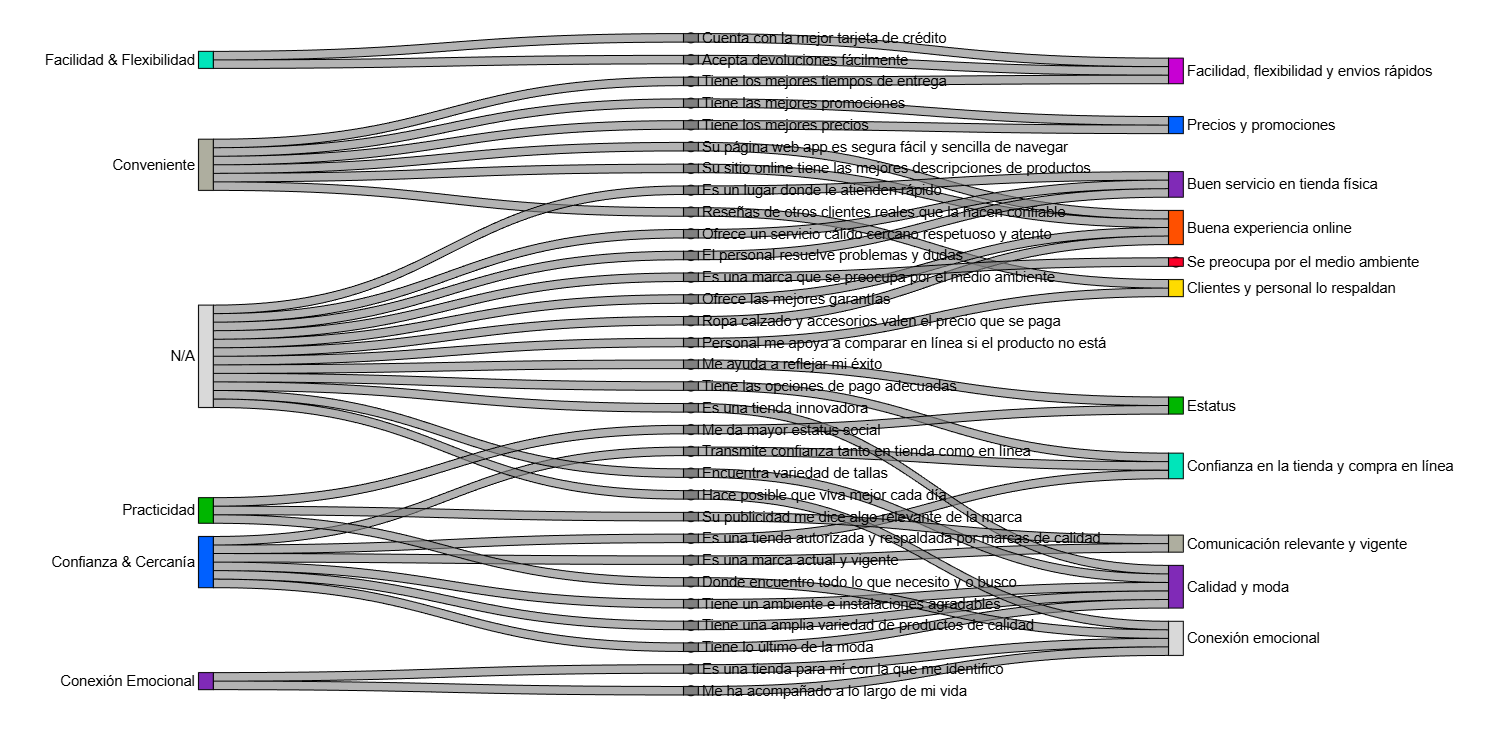 Facilidad & Flexibilidad
Conveniente
N/A
Practicidad
Confianza & Cercanía
Conexión Emocional
Cuenta con la mejor tarjeta de crédito
Acepta devoluciones fácilmente
Tiene los mejores tiempos de entrega
Tiene las mejores promociones
Tiene los mejores precios
Su página web app es segura fácil y sencilla de navegar
Su sitio online tiene las mejores descripciones de productos
Es un lugar donde le atienden rápido
Reseñas de otros clientes reales que la hacen confiable
Ofrece un servicio cálido cercano respetuoso y atento
El personal resuelve problemas y dudas
Es una marca que se preocupa por el medio ambiente
Ofrece las mejores garantías
Ropa calzado y accesorios valen el precio que se paga
Personal me apoya a comparar en línea si el producto no está
Me ayuda a reflejar mi éxito
Tiene las opciones de pago adecuadas
Es una tienda innovadora
Me da mayor estatus social
Transmite confianza tanto en tienda como en línea
Encuentra variedad de tallas
Hace posible que viva mejor cada día
Su publicidad me dice algo relevante de la marca
Es una tienda autorizada y respaldada por marcas de calidad
Es una marca actual y vigente
Donde encuentro todo lo que necesito y o busco
Tiene un ambiente e instalaciones agradables
Tiene una amplia variedad de productos de calidad
Tiene lo último de la moda
Es una tienda para mí con la que me identifico
Me ha acompañado a lo largo de mi vida
Facilidad, flexibilidad y envios rápidos
Precios y promociones
Buen servicio en tienda física
Buena experiencia online
Se preocupa por el medio ambiente
Clientes y personal lo respaldan
Estatus
Confianza en la tienda y compra en línea
Comunicación relevante y vigente
Calidad y moda
Conexión emocional